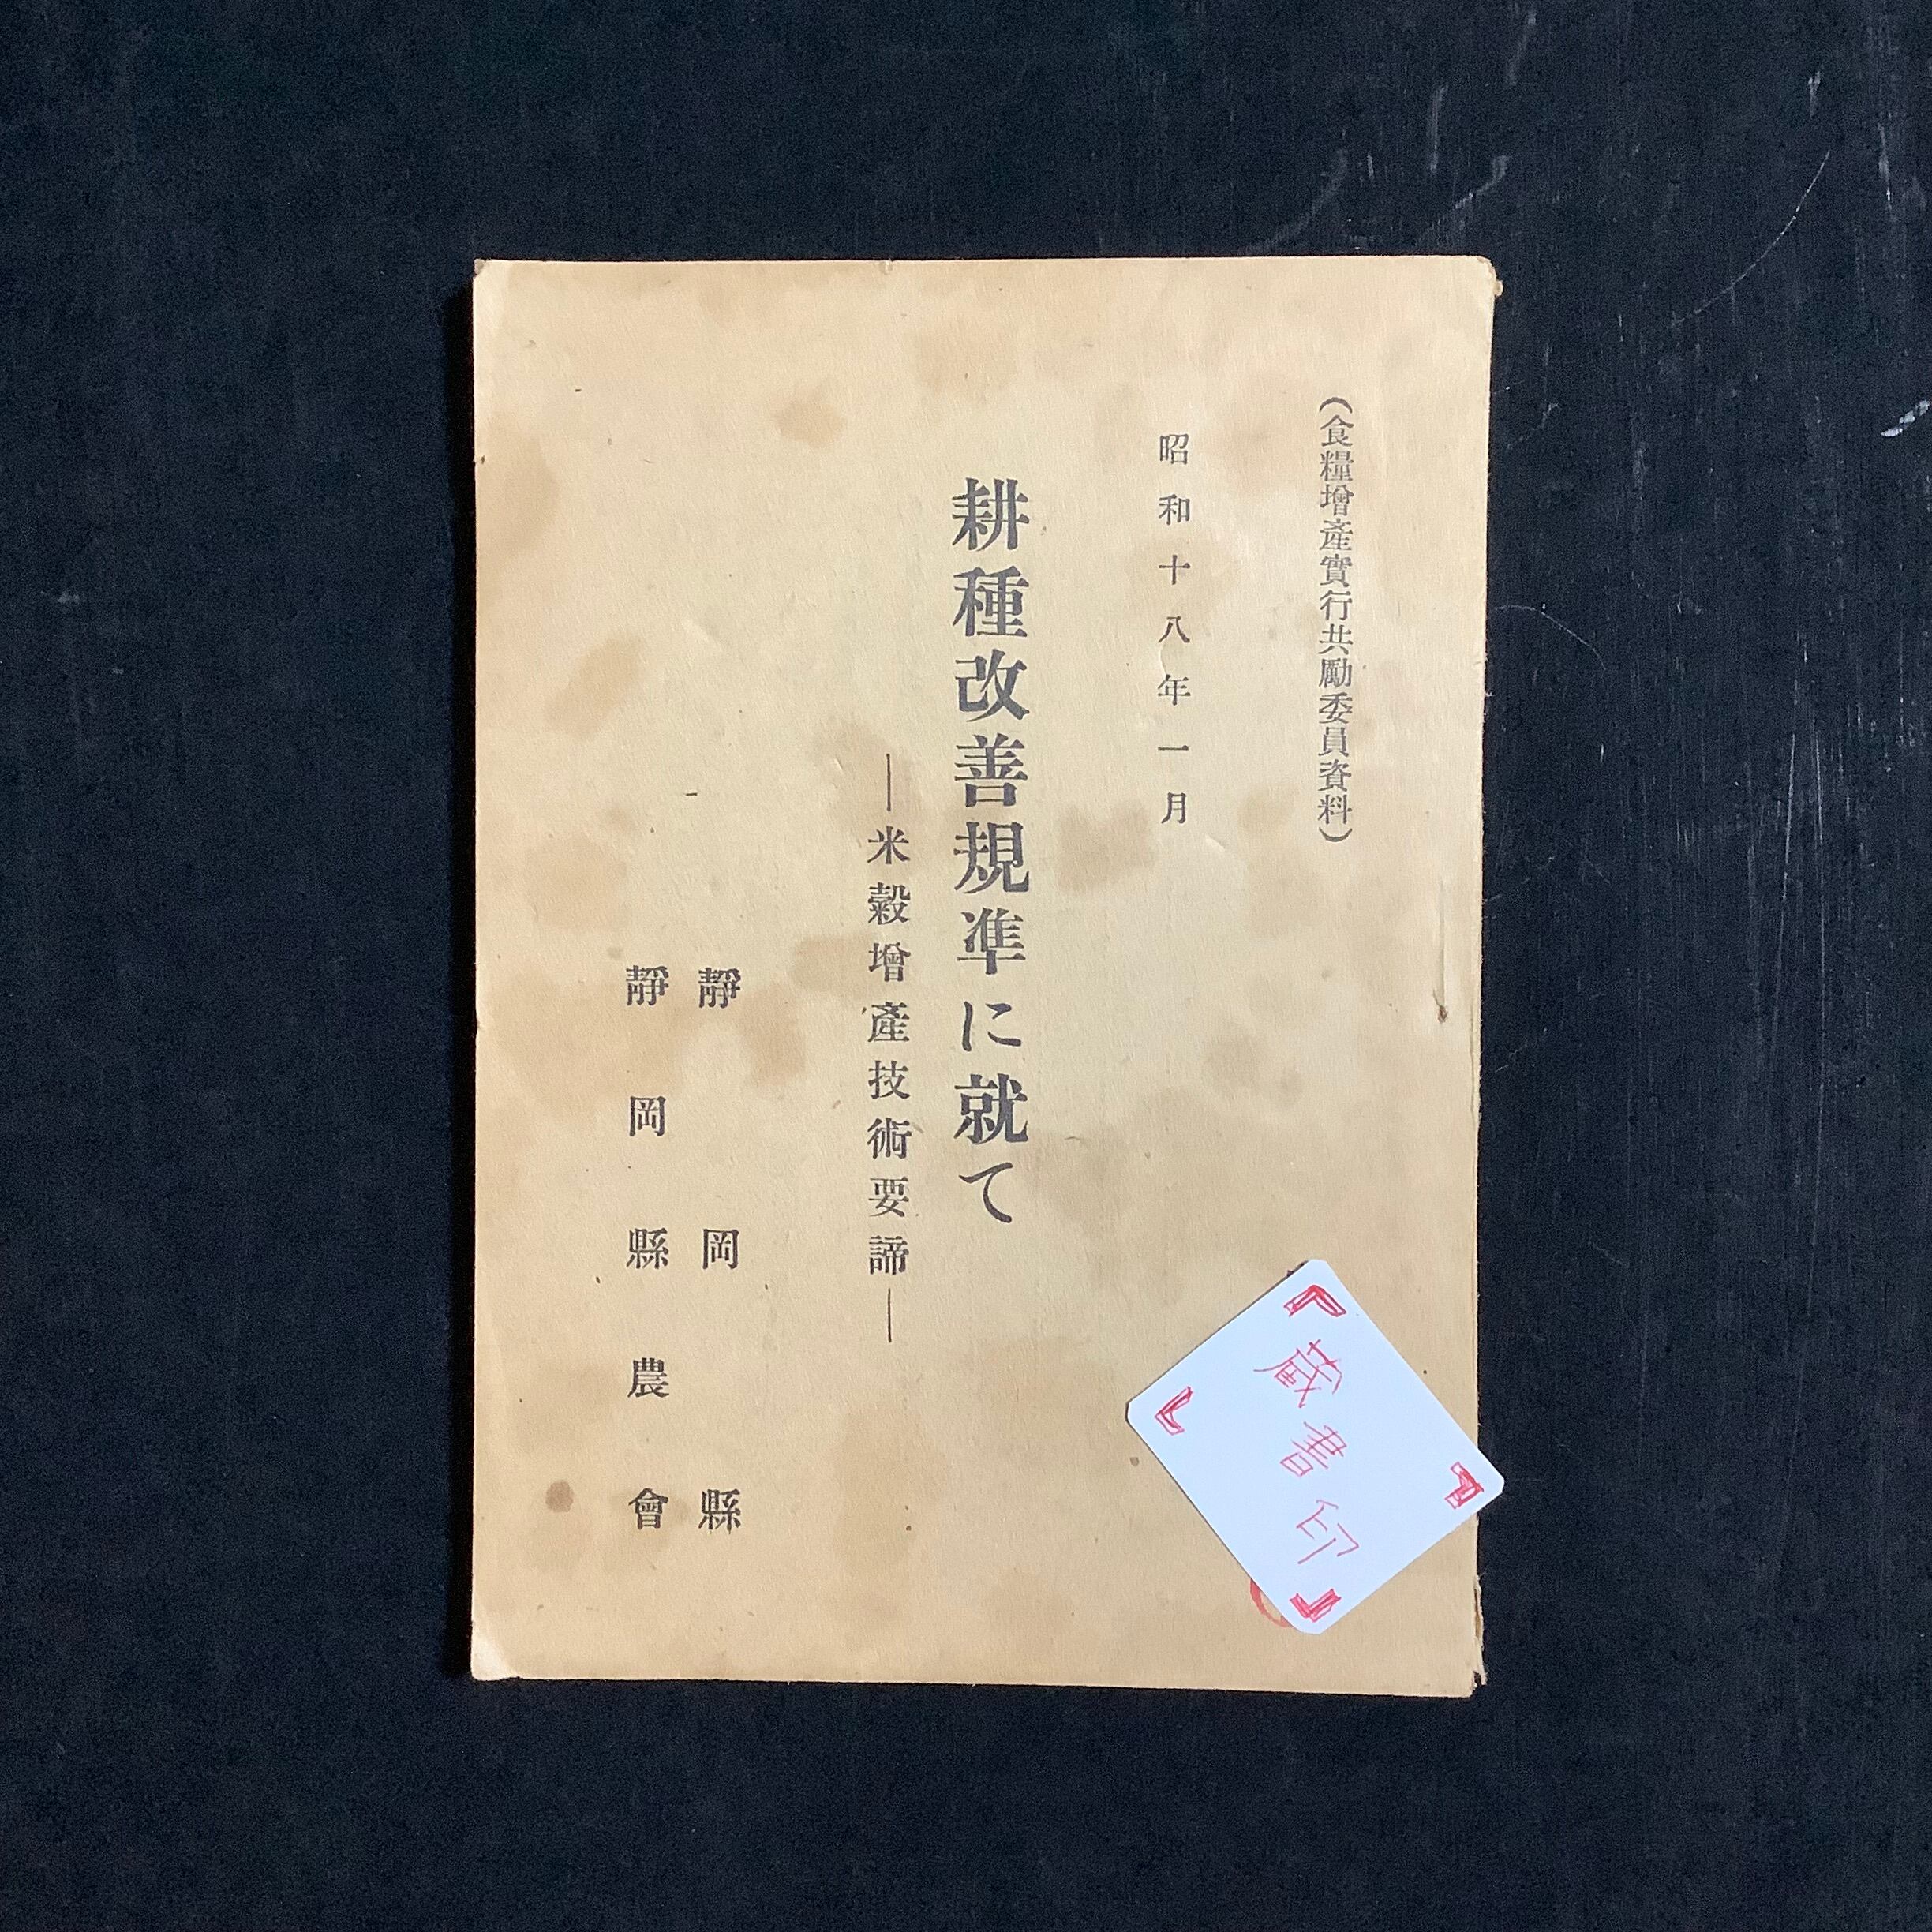 （食糧增產實行共勵委員資料）
昭和十八年一月
耕種改善規準に就て
―米穀增產技術要諦―
靜岡縣
靜岡縣農會
『蔵書印』